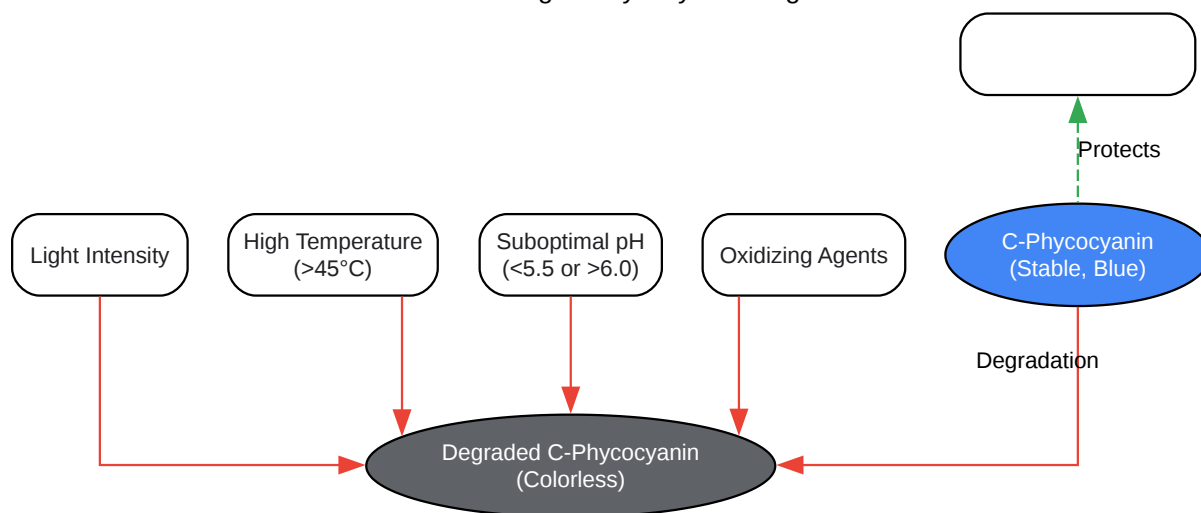 Protects
Light Intensity
High Temperature
(>45°C)
Suboptimal pH
(<5.5 or >6.0)
Oxidizing Agents
C-Phycocyanin
(Stable, Blue)
Degradation
Degraded C-Phycocyanin
(Colorless)